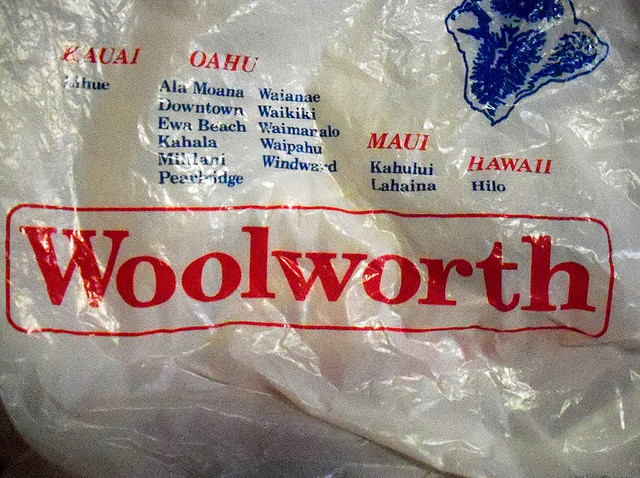 KAUAI
Lihue
OAHU
Ala Moana
Downtown
Ewa Beach
Kahala
Mililani
Pearlridge
Waianae
Waikiki
Waimanalo
Waipahu
Windward
MAUI
Kahului
Lahaina
HAWAII
Hilo
Woolworth